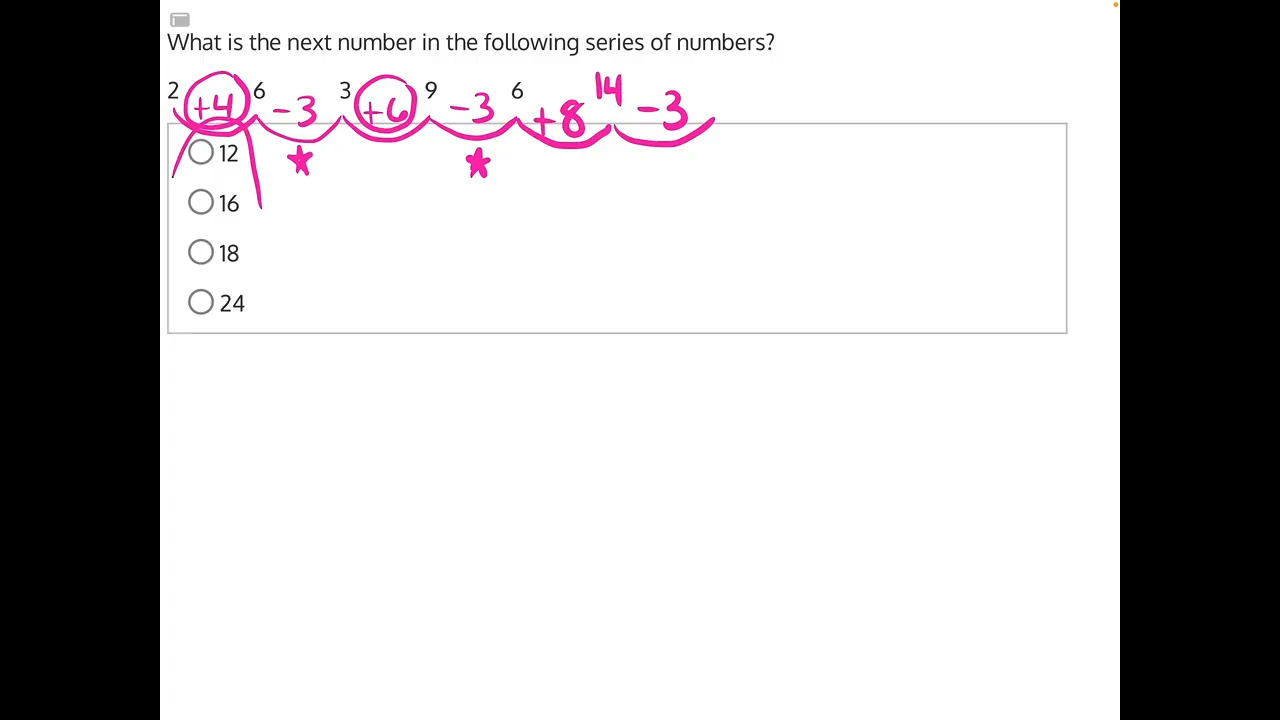 What is the next number in the following series of numbers?
2 +4 6 -3 3 +6 9 -3 6 +8 14 -3
12
16
18
24